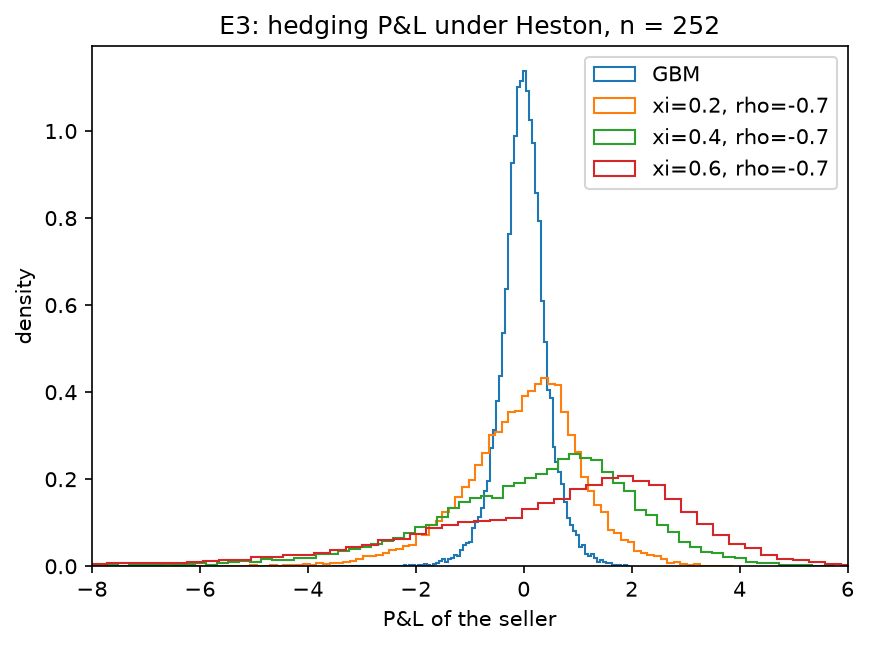 E3: hedging P&L under Heston, n = 252
GBM
xi=0.2, rho=-0.7
xi=0.4, rho=-0.7
xi=0.6, rho=-0.7
density
1.0
0.8
0.6
0.4
0.2
0.0
−8 −6 −4 −2 0 2 4 6
P&L of the seller